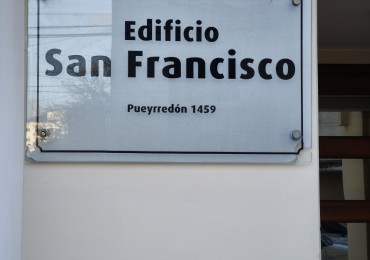 Edificio
San Francisco
Pueyrredón 1459